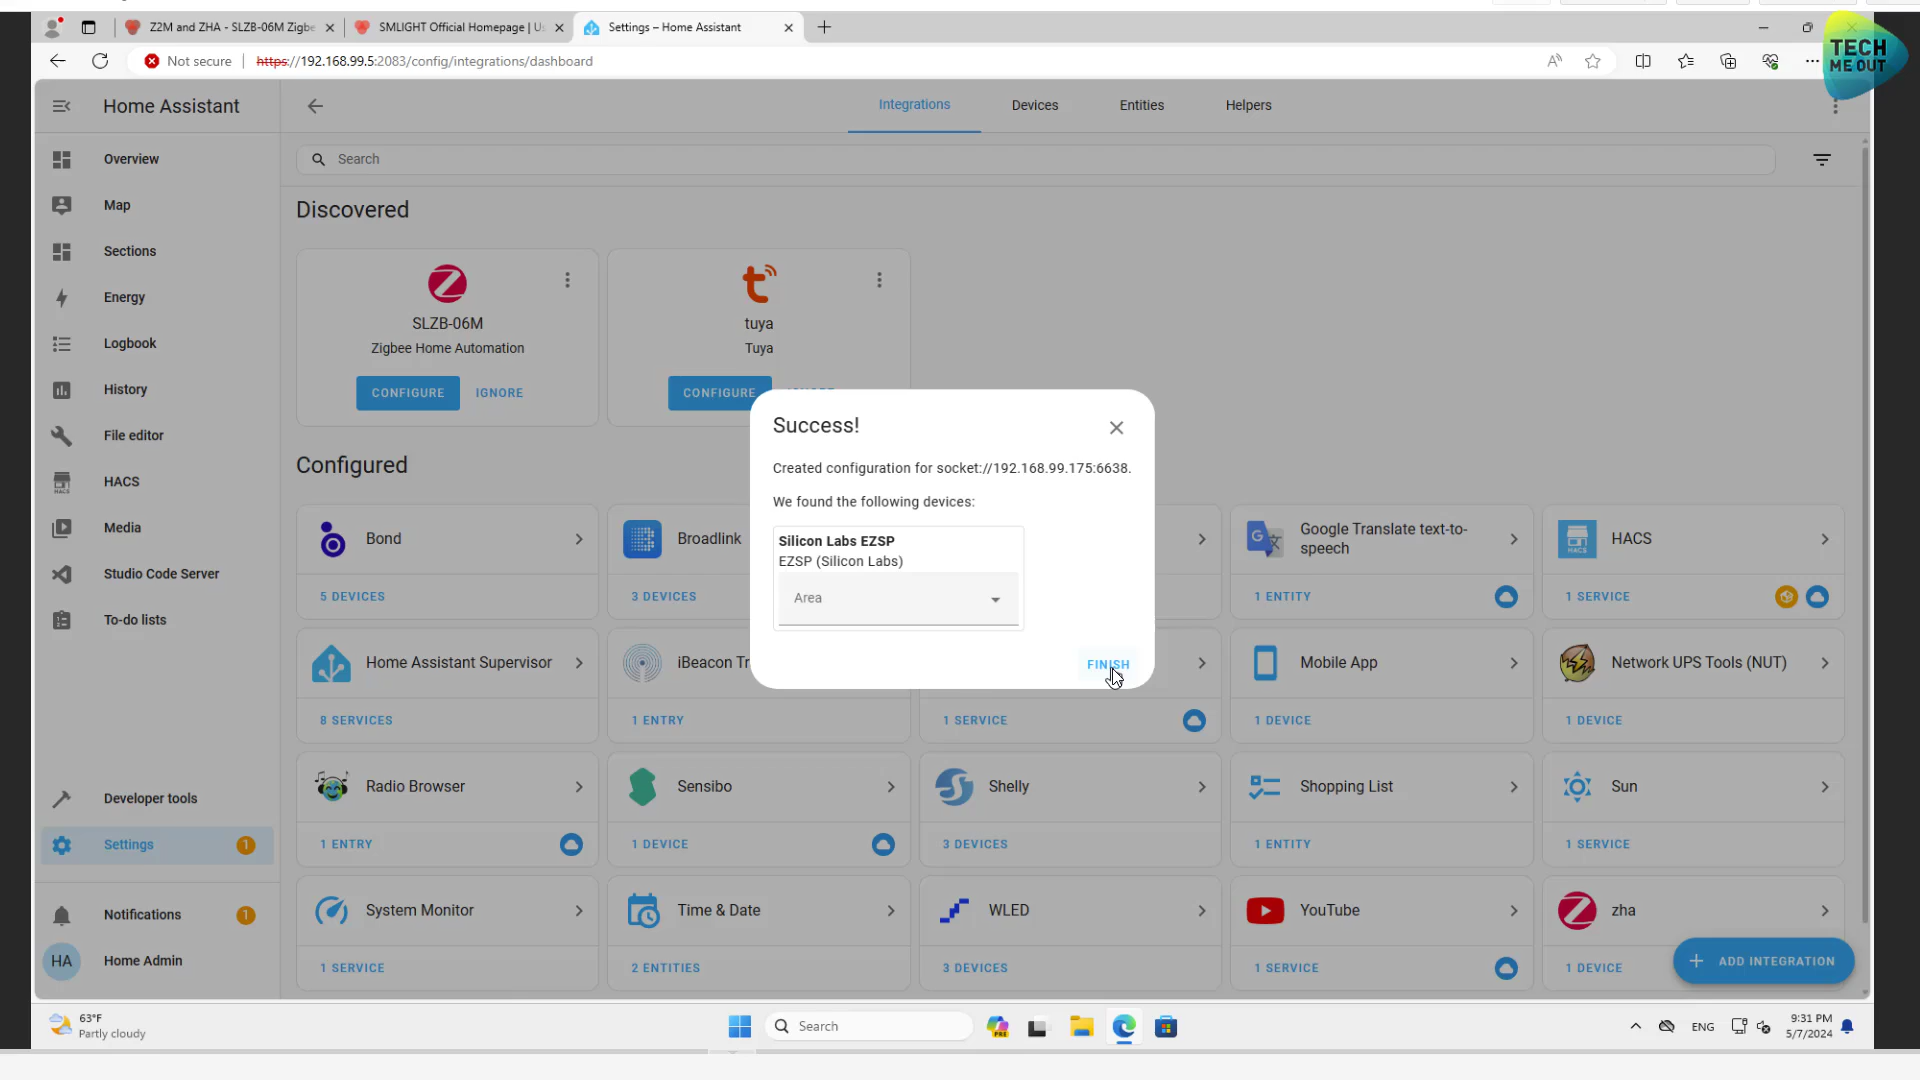 Z2M and ZHA - SLZB-06M Zigbe
SMLIGHT Official Homepage | Us
Settings – Home Assistant
TECH
ME OUT
Not secure
https://192.168.99.5:2083/config/integrations/dashboard
Home Assistant
Integrations
Devices
Entities
Helpers
Overview
Map
Sections
Energy
Logbook
History
File editor
HACS
Media
Studio Code Server
To-do lists
Developer tools
Settings
1
Notifications
1
HA
Home Admin
Search
Discovered
SLZB-06M
Zigbee Home Automation
CONFIGURE
IGNORE
tuya
Tuya
CONFIGURE
Success!
Created configuration for socket://192.168.99.175:6638.
We found the following devices:
Silicon Labs EZSP
EZSP (Silicon Labs)
Area
FINISH
Configured
Bond
5 DEVICES
Broadlink
3 DEVICES
Google Translate text-to-
speech
1 ENTITY
HACS
HACS
1 SERVICE
Home Assistant Supervisor
8 SERVICES
iBeacon Tr
1 ENTRY
1 SERVICE
Mobile App
1 DEVICE
Network UPS Tools (NUT)
1 DEVICE
Radio Browser
1 ENTRY
Sensibo
1 DEVICE
Shelly
3 DEVICES
Shopping List
1 ENTITY
Sun
1 SERVICE
System Monitor
1 SERVICE
Time & Date
2 ENTITIES
WLED
3 DEVICES
YouTube
1 SERVICE
zha
1 DEVICE
ADD INTEGRATION
63°F
Partly cloudy
Search
PRE
ENG
9:31 PM
5/7/2024